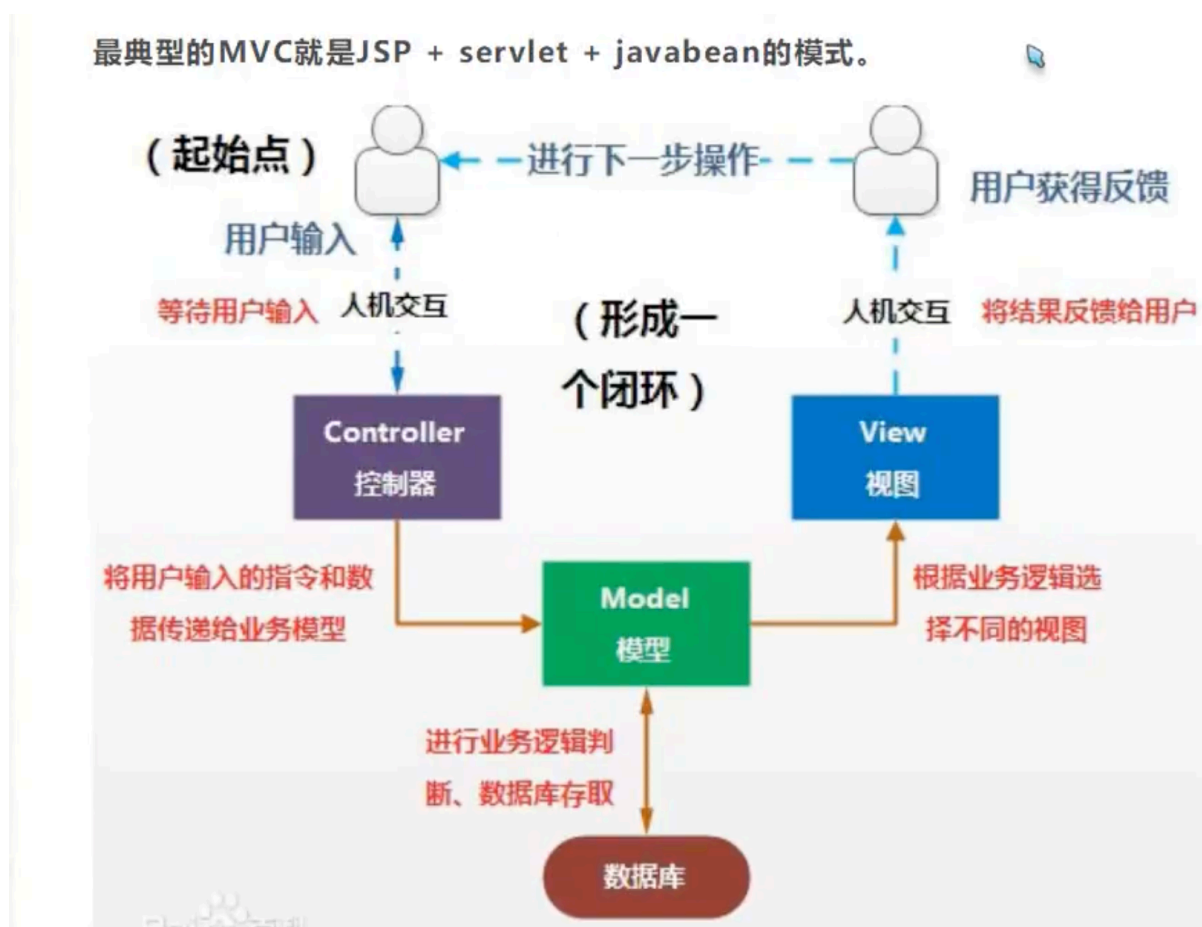 最典型的MVC就是JSP + servlet + javabean的模式。
（起始点）
进行下一步操作
用户获得反馈
用户输入
等待用户输入
人机交互
（形成一
个闭环）
人机交互
将结果反馈给用户
Controller
控制器
View
视图
将用户输入的指令和数
据传递给业务模型
Model
模型
根据业务逻辑选
择不同的视图
进行业务逻辑判
断、数据库存取
数据库